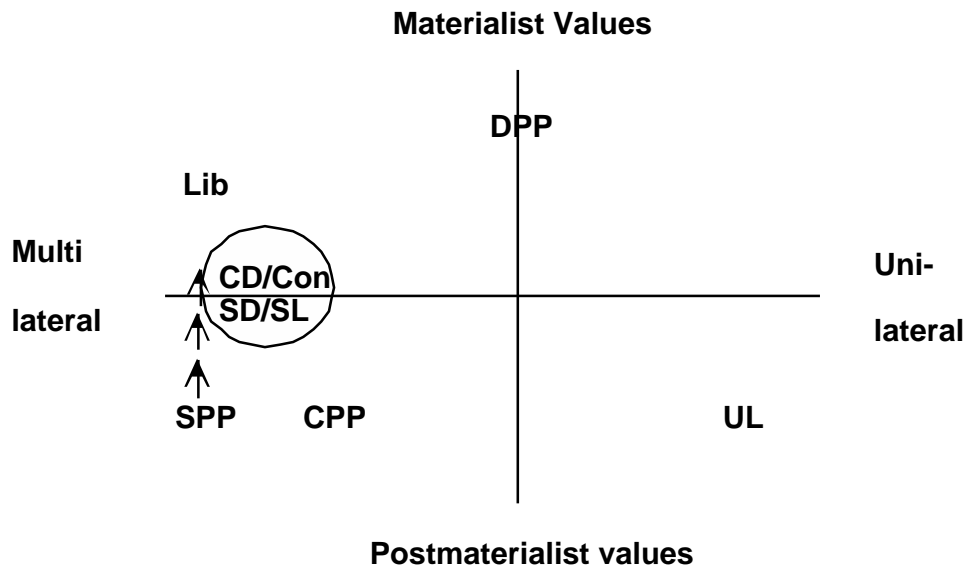 Materialist Values
DPP
Lib
Multi
lateral
CD/Con
SD/SL
Uni-
lateral
SPP CPP UL
Postmaterialist values